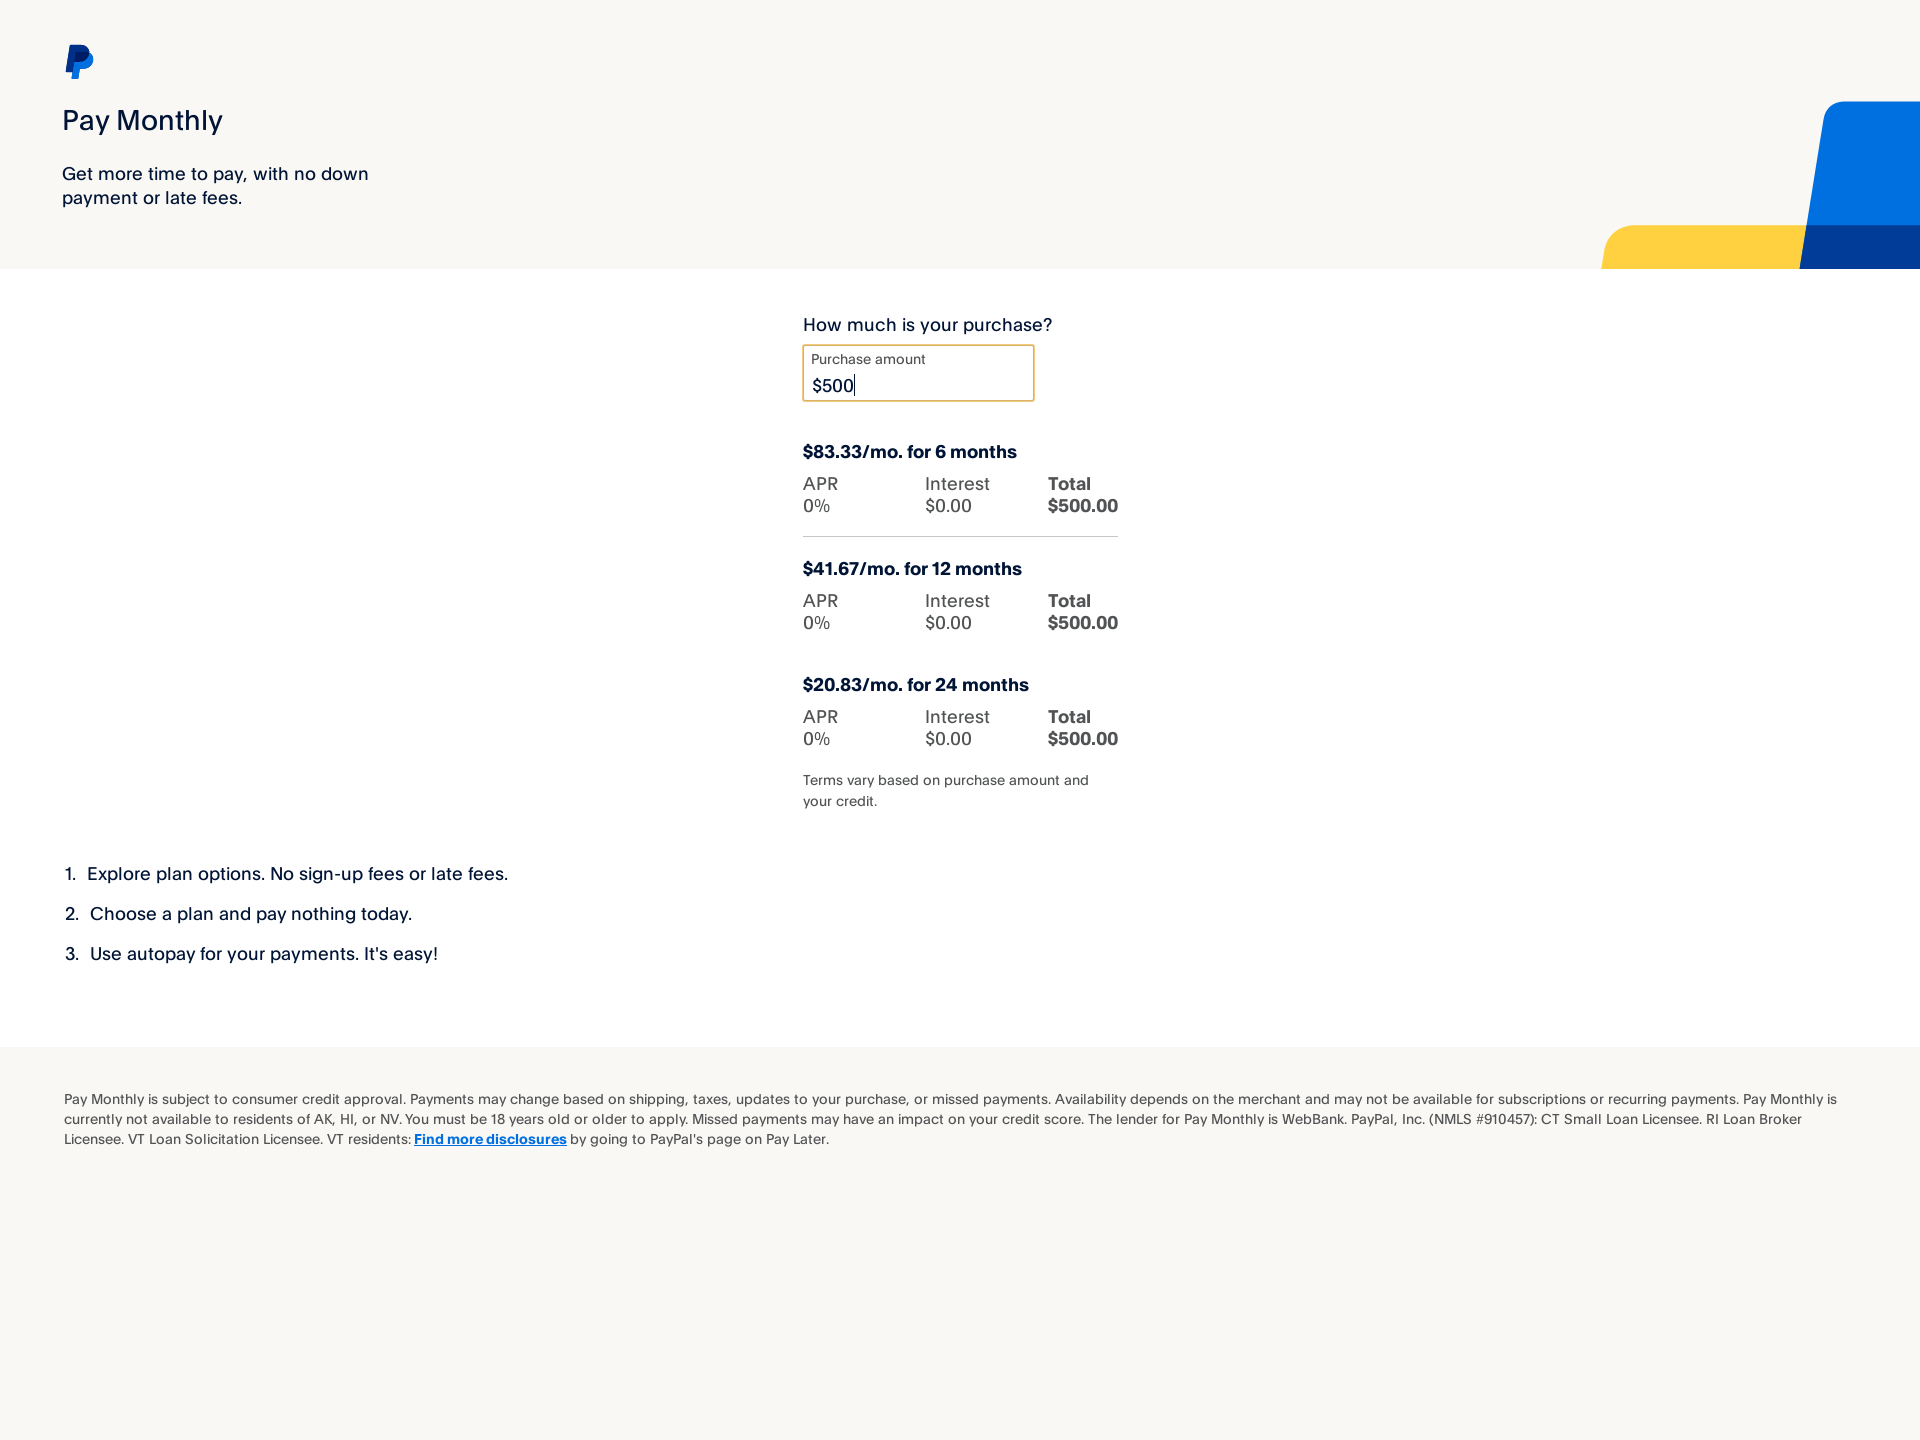 Pay Monthly
Get more time to pay, with no down
payment or late fees.
How much is your purchase?
Purchase amount
$500
$83.33/mo. for 6 months
APR Interest Total
0% $0.00 $500.00
$41.67/mo. for 12 months
APR Interest Total
0% $0.00 $500.00
$20.83/mo. for 24 months
APR Interest Total
0% $0.00 $500.00
Terms vary based on purchase amount and
your credit.
1. Explore plan options. No sign-up fees or late fees.
2. Choose a plan and pay nothing today.
3. Use autopay for your payments. It's easy!
Pay Monthly is subject to consumer credit approval. Payments may change based on shipping, taxes, updates to your purchase, or missed payments. Availability depends on the merchant and may not be available for subscriptions or recurring payments. Pay Monthly is
currently not available to residents of AK, HI, or NV. You must be 18 years old or older to apply. Missed payments may have an impact on your credit score. The lender for Pay Monthly is WebBank. PayPal, Inc. (NMLS #910457): CT Small Loan Licensee. RI Loan Broker
Licensee. VT Loan Solicitation Licensee. VT residents: Find more disclosures by going to PayPal's page on Pay Later.